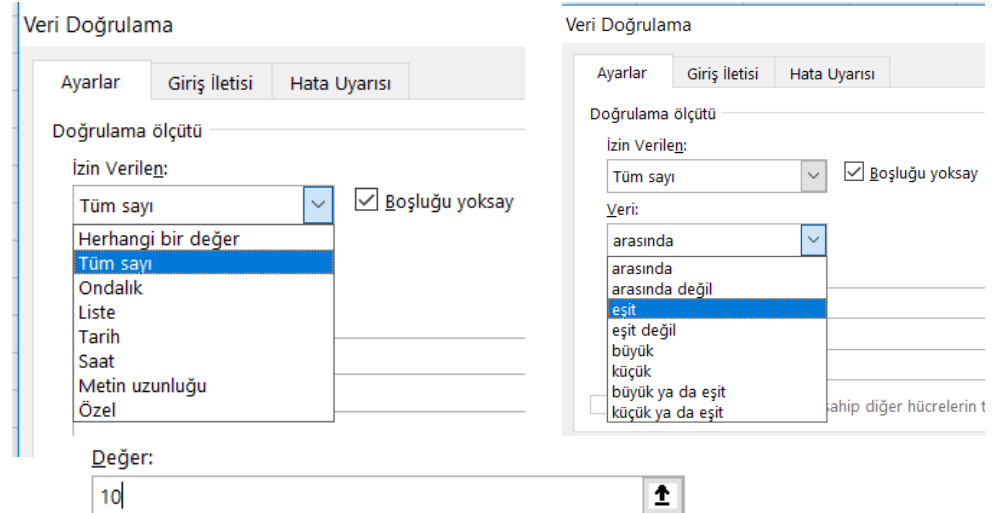 Veri Doğrulama
Ayarlar Giriş İletisi Hata Uyarısı
Doğrulama ölçütü
İzin Verilen:
Tüm sayı
Boşluğu yoksay
Herhangi bir değer
Tüm sayı
Ondalık
Liste
Tarih
Saat
Metin uzunluğu
Özel
Veri Doğrulama
Ayarlar Giriş İletisi Hata Uyarısı
Doğrulama ölçütü
İzin Verilen:
Tüm sayı
Boşluğu yoksay
Veri:
arasında
arasında
arasında değil
eşit
eşit değil
büyük
küçük
büyük ya da eşit
küçük ya da eşit
sahip diğer hücrelerin t
Değer:
10